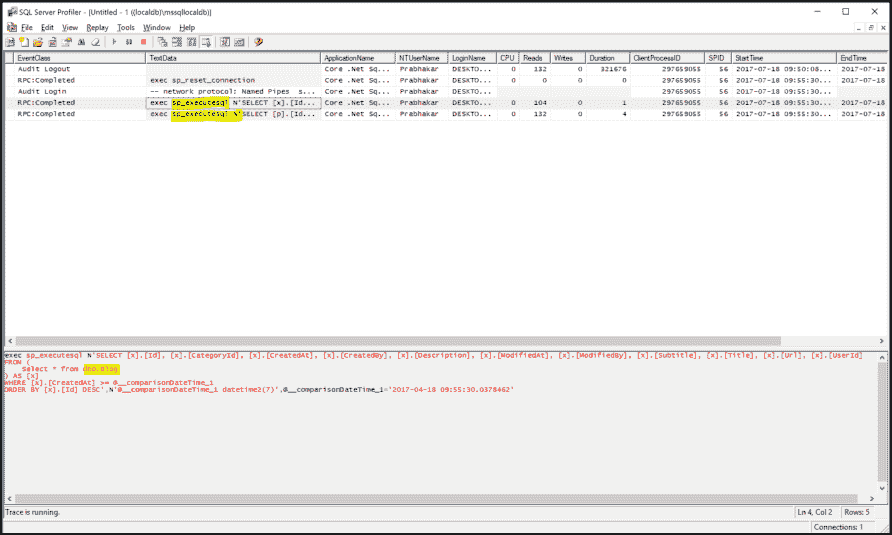 SQL Server Profiler - [Untitled - 1 ((localdb)\mssqllocaldb)]
File Edit View Replay Tools Window Help
EventClass TextData ApplicationName NTUserName LoginName CPU Reads Writes Duration ClientProcessID SPID StartTime EndTime
Audit Logout Core .Net Sq... Prabhakar DESKTO... 0 132 0 321676 297659055 56 2017-07-18 09:50:08... 2017-07-18
RPC:Completed exec sp_reset_connection Core .Net Sq... Prabhakar DESKTO... 0 0 0 0 297659055 56 2017-07-18 09:55:30... 2017-07-18
Audit Login -- network protocol: Named Pipes s... Core .Net Sq... Prabhakar DESKTO... 297659055 56 2017-07-18 09:55:30...
RPC:Completed exec sp_executesql N'SELECT [x].[Id... Core .Net Sq... Prabhakar DESKTO... 0 104 0 1 297659055 56 2017-07-18 09:55:30... 2017-07-18
RPC:Completed exec sp_executesql N'SELECT [p].[Id... Core .Net Sq... Prabhakar DESKTO... 0 132 0 4 297659055 56 2017-07-18 09:55:30... 2017-07-18
exec sp_executesql N'SELECT [x].[Id], [x].[CategoryId], [x].[CreatedAt], [x].[CreatedBy], [x].[Description], [x].[ModifiedAt], [x].[ModifiedBy], [x].[Subtitle], [x].[Title], [x].[Url], [x].[UserId]
FROM (
Select * from dbo.Blog
) AS [x]
WHERE [x].[CreatedAt] >= @__comparisonDateTime_1
ORDER BY [x].[Id] DESC',N'@__comparisonDateTime_1 datetime2(7)',@__comparisonDateTime_1='2017-04-18 09:55:30.0378462'
Trace is running. Ln 4, Col 2 Rows: 5
Connections: 1